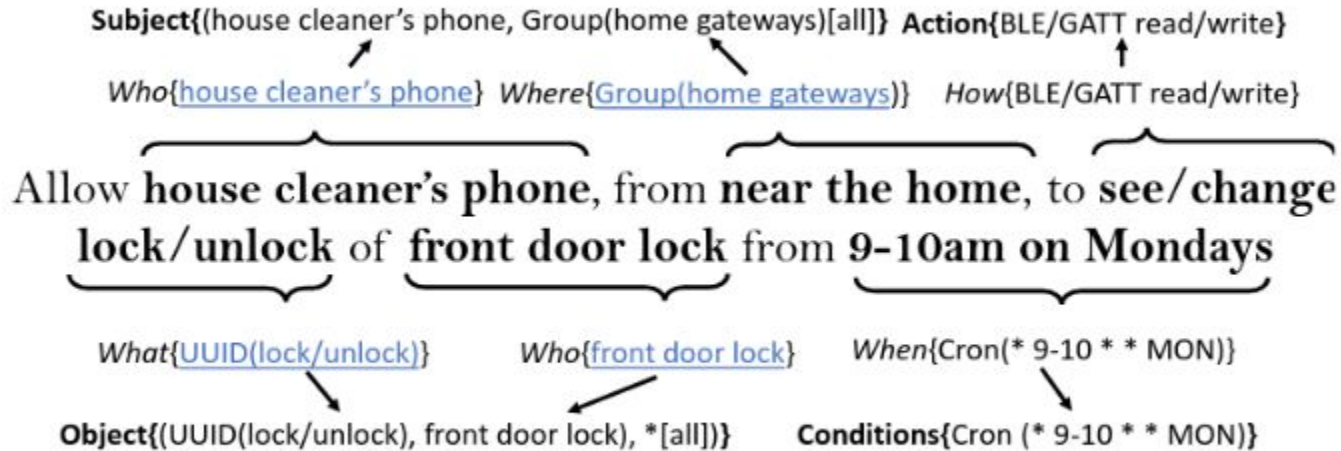 Subject{(house cleaner's phone, Group(home gateways)[all]} Action{BLE/GATT read/write}
Who{house cleaner's phone} Where{Group(home gateways)} How{BLE/GATT read/write}
Allow house cleaner's phone, from near the home, to see/change
lock/unlock of front door lock from 9-10am on Mondays
What{UUID(lock/unlock)} Who{front door lock} When{Cron(* 9-10 * * MON)}
Object{(UUID(lock/unlock), front door lock), *[all])} Conditions{Cron (* 9-10 * * MON)}